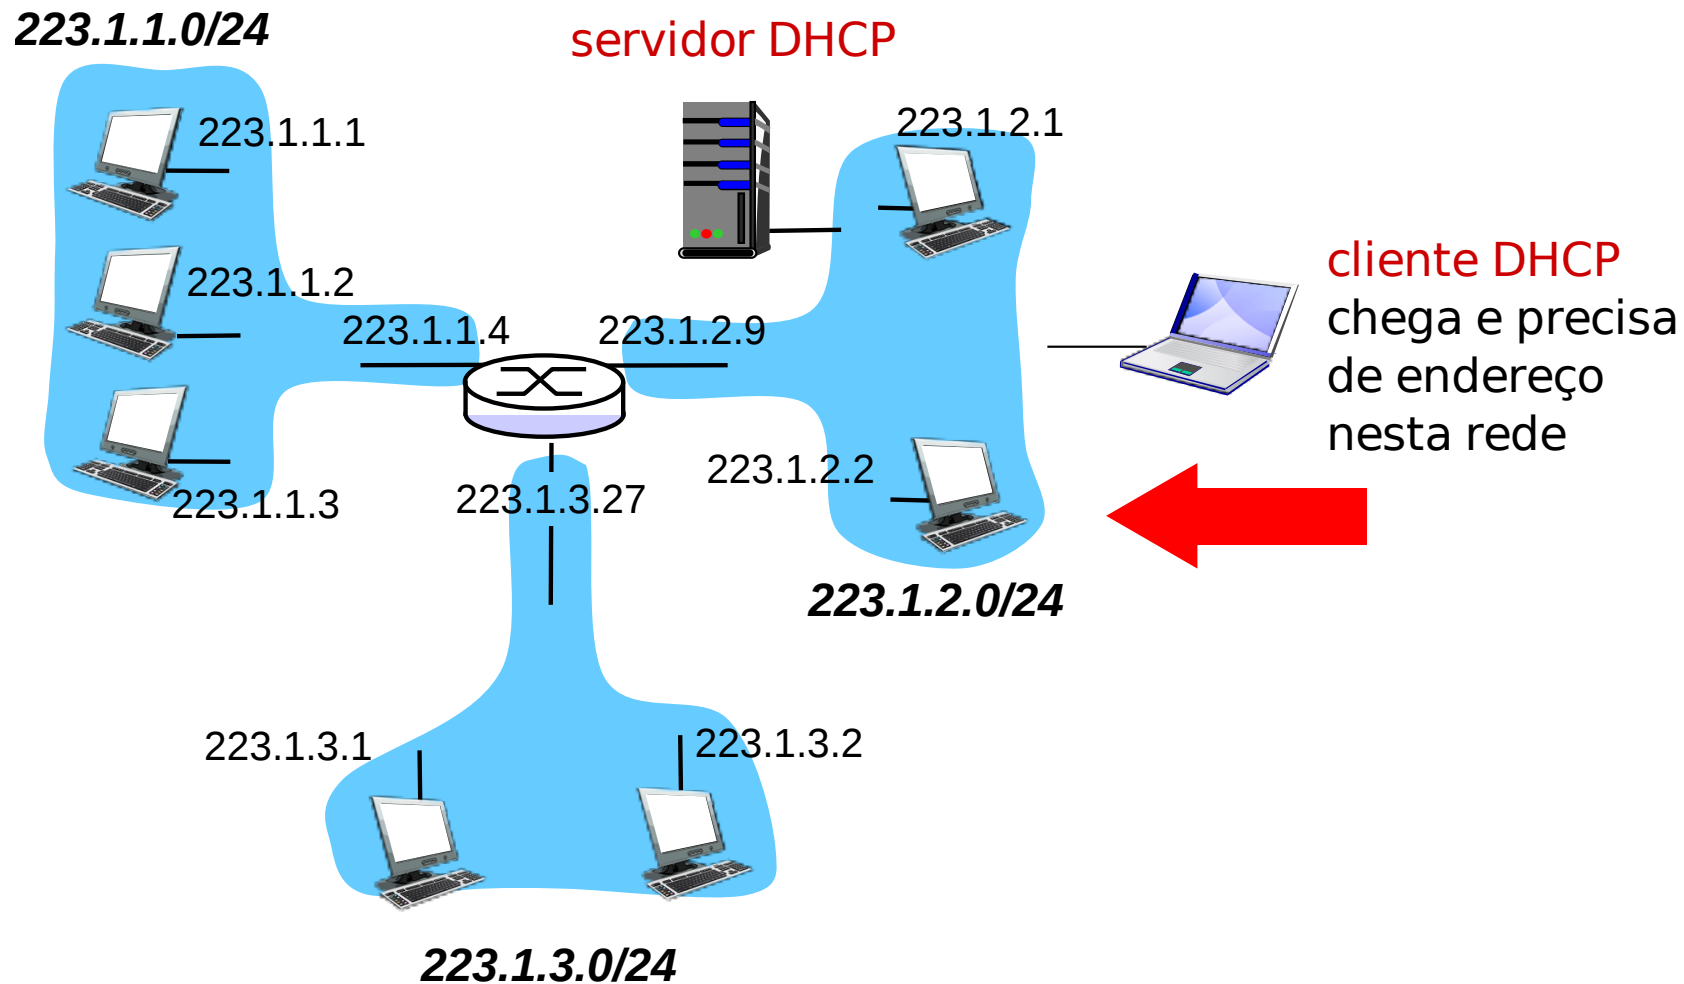 223.1.1.0/24
servidor DHCP
223.1.1.1
223.1.2.1
223.1.1.2
cliente DHCP
chega e precisa
de endereço
nesta rede
223.1.1.4
223.1.2.9
223.1.2.2
223.1.1.3
223.1.3.27
223.1.2.0/24
223.1.3.1
223.1.3.2
223.1.3.0/24